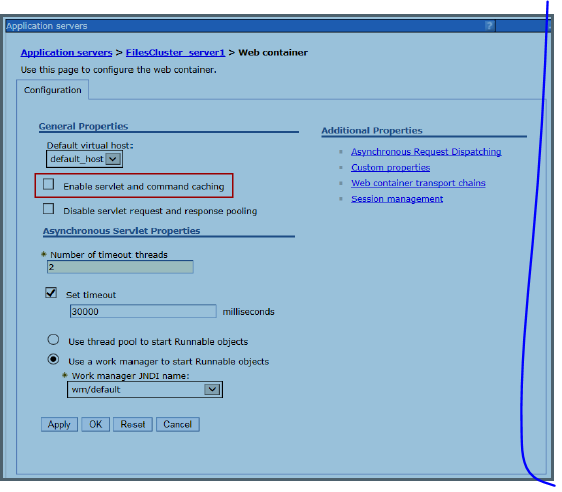 Application servers ?
Application servers > FilesCluster_server1 > Web container
Use this page to configure the web container.
Configuration
General Properties
Default virtual host:
default_host
Enable servlet and command caching
Disable servlet request and response pooling
Asynchronous Servlet Properties
* Number of timeout threads
2
Set timeout
30000 milliseconds
Use thread pool to start Runnable objects
Use a work manager to start Runnable objects
* Work manager JNDI name:
wm/default
Apply OK Reset Cancel
Additional Properties
Asynchronous Request Dispatching
Custom properties
Web container transport chains
Session management